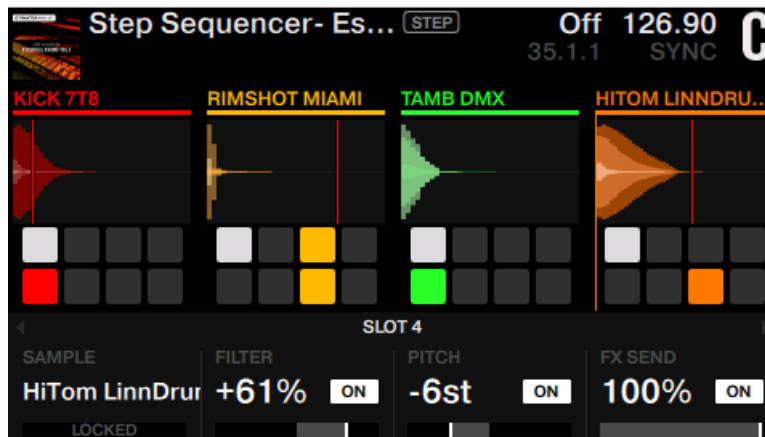 Step Sequencer- Es... STEP Off 126.90 C
35.1.1 SYNC
KICK 7T8 RIMSHOT MIAMI TAMB DMX HITOM LINNDRU..
SLOT 4
SAMPLE FILTER PITCH FX SEND
HiTom LinnDrur +61% ON -6st ON 100% ON
LOCKED